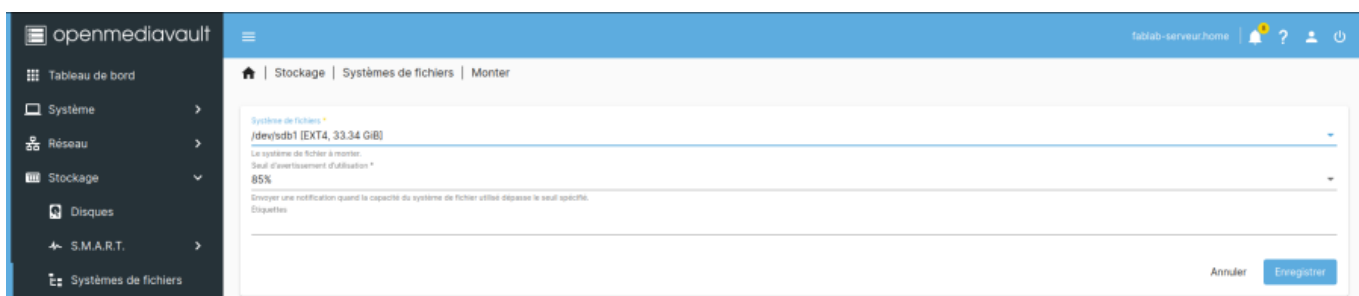 openmediavault
fablab-serveur.home
?
Tableau de bord
Stockage | Systèmes de fichiers | Monter
Système
Réseau
Stockage
Disques
S.M.A.R.T.
Systèmes de fichiers
Système de fichiers *
/dev/sdb1 [EXT4, 33.34 GiB]
Le système de fichier à monter.
Seuil d'avertissement d'utilisation *
85%
Envoyer une notification quand la capacité du système de fichier utilisé dépasse le seuil spécifié.
Étiquettes
Annuler
Enregistrer